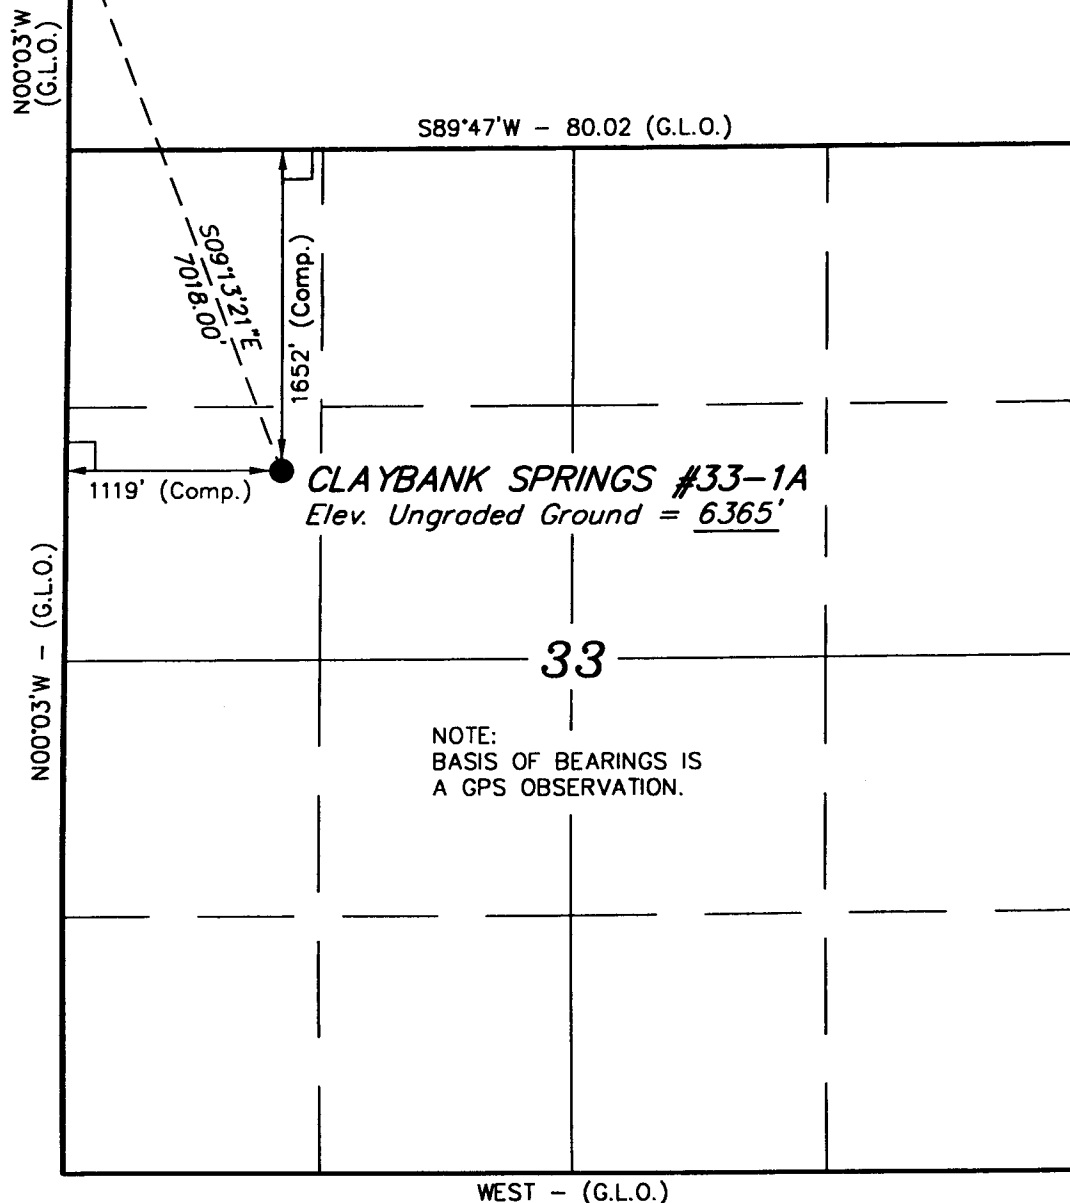 N00°03'W
(G.L.O.)
S89°47'W - 80.02 (G.L.O.)
S09°13'21"E
7018.00'
1652' (Comp.)
1119' (Comp.)
CLAYBANK SPRINGS #33-1A
Elev. Ungraded Ground = 6365'
N00°03'W - (G.L.O.)
33
NOTE:
BASIS OF BEARINGS IS
A GPS OBSERVATION.
WEST - (G.L.O.)